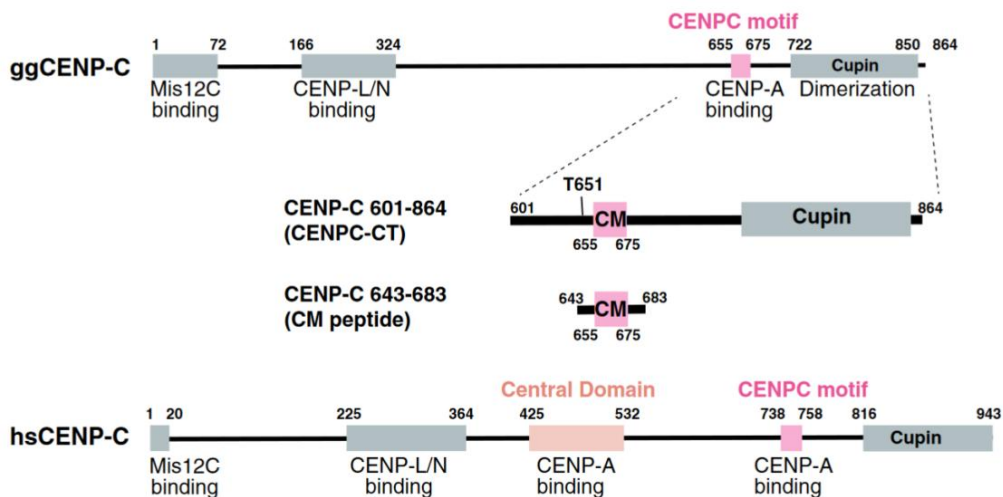 CENPC motif
1 72 166 324 655 675 722 850 864
ggCENP-C Cupin
Mis12C CENP-L/N CENP-A Dimerization
binding binding binding
T651
CENP-C 601-864 601 CM Cupin 864
(CENPC-CT) 655 675
CENP-C 643-683 643 CM 683
(CM peptide) 655 675
Central Domain CENPC motif
1 20 225 364 425 532 738 758 816 943
hsCENP-C Cupin
Mis12C CENP-L/N CENP-A CENP-A
binding binding binding binding